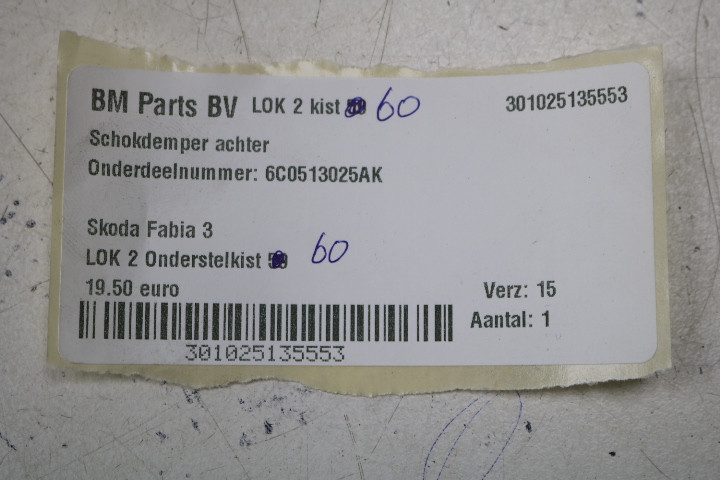 BM Parts BV LOK 2 kist 60 301025135553
Schokdemper achter
Onderdeelnummer: 6C0513025AK
Skoda Fabia 3
LOK 2 Onderstelkist 60
19.50 euro Verz: 15
Aantal: 1
301025135553